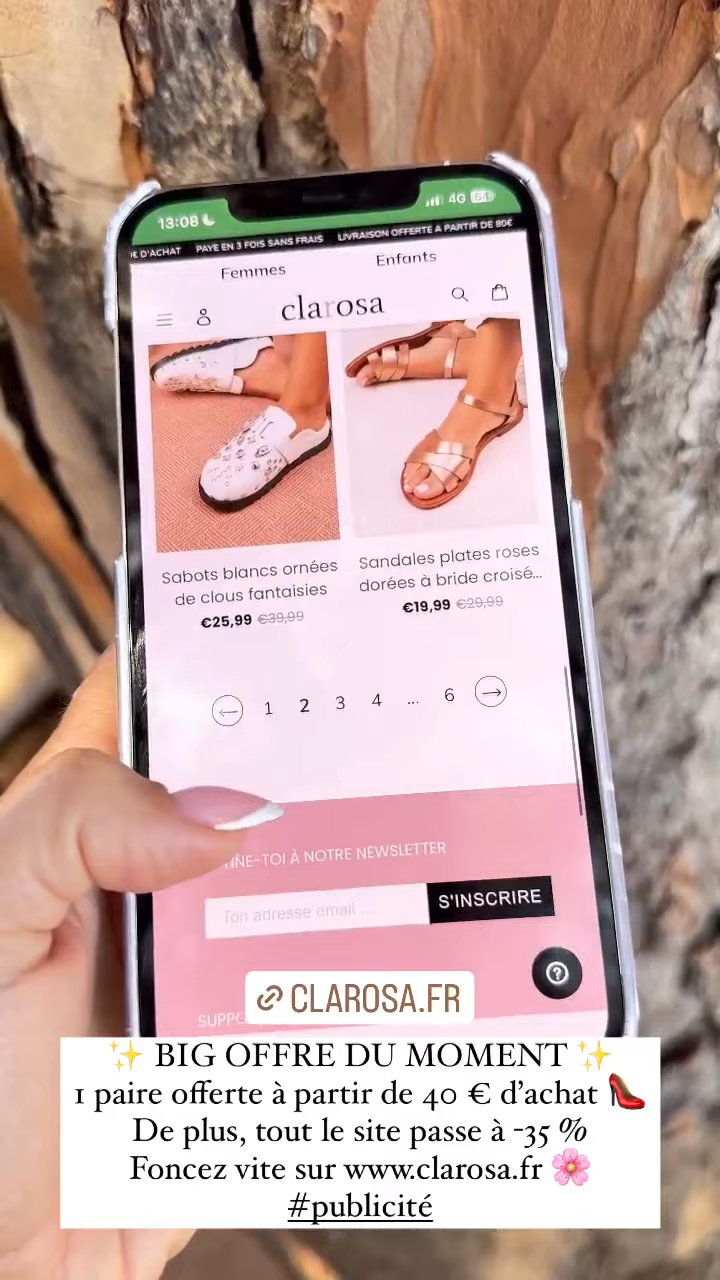 13:08
4G 64
E D'ACHAT PAYE EN 3 FOIS SANS FRAIS LIVRAISON OFFERTE A PARTIR DE 80€
Femmes Enfants
clarosa
Sabots blancs ornées
de clous fantaisies
€25,99 €39,99
Sandales plates roses
dorées à bride croisé...
€19,99 €29,99
1 2 3 4 ... 6
NE-TOI À NOTRE NEWSLETTER
Ton adresse email ...
S'INSCRIRE
?
CLAROSA.FR
✨ BIG OFFRE DU MOMENT ✨
1 paire offerte à partir de 40 € d'achat 👠
De plus, tout le site passe à -35 %
Foncez vite sur www.clarosa.fr 🌸
#publicité